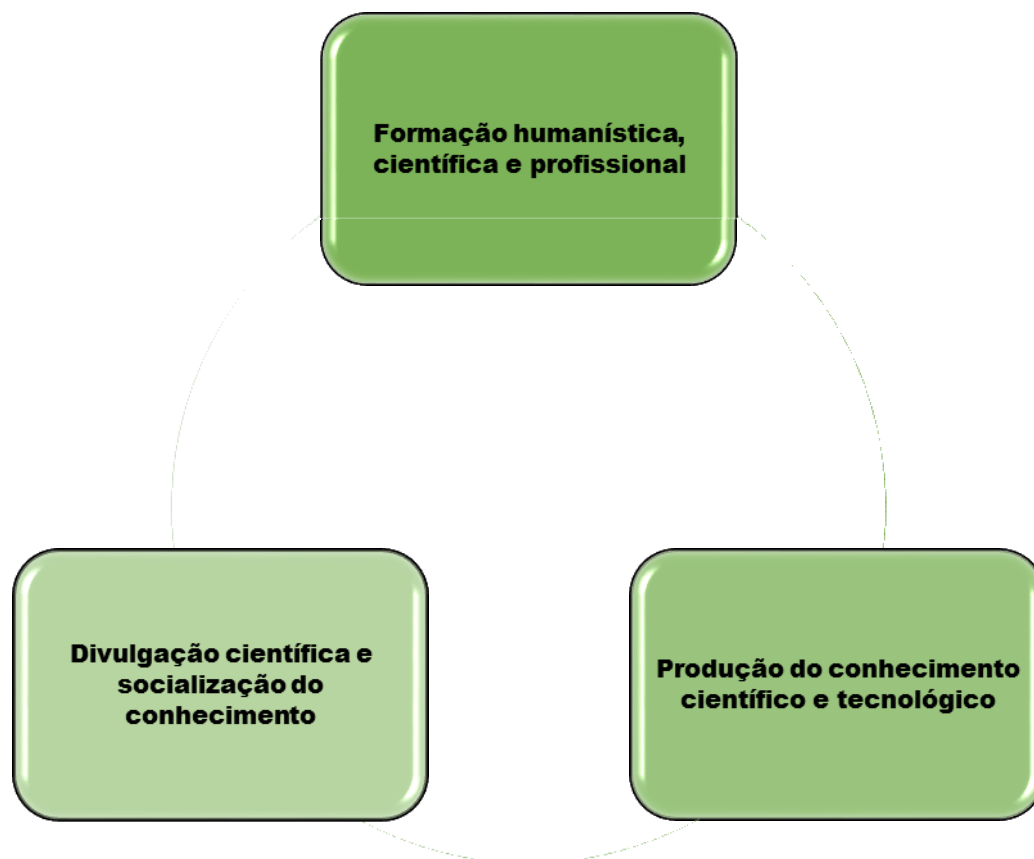 Formação humanística,
científica e profissional
Divulgação científica e
socialização do
conhecimento
Produção do conhecimento
científico e tecnológico